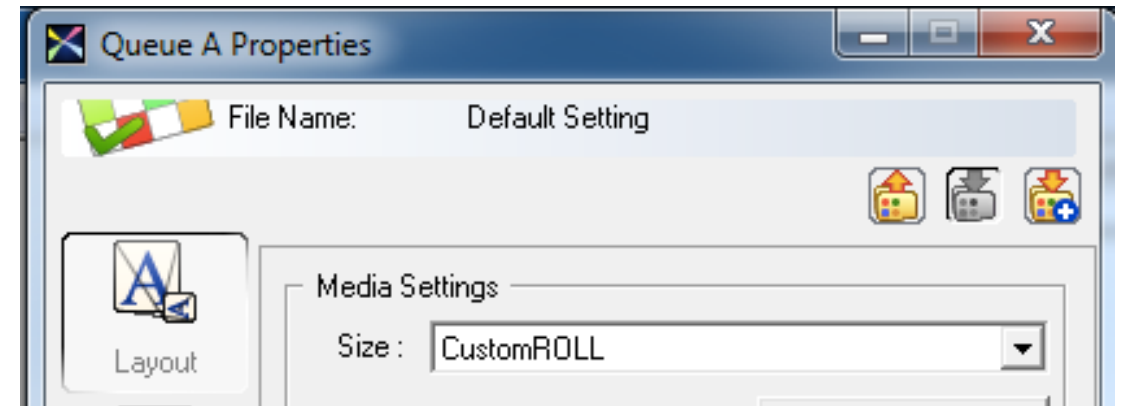 Queue A Properties
File Name: Default Setting
Media Settings
Size : CustomROLL
Layout